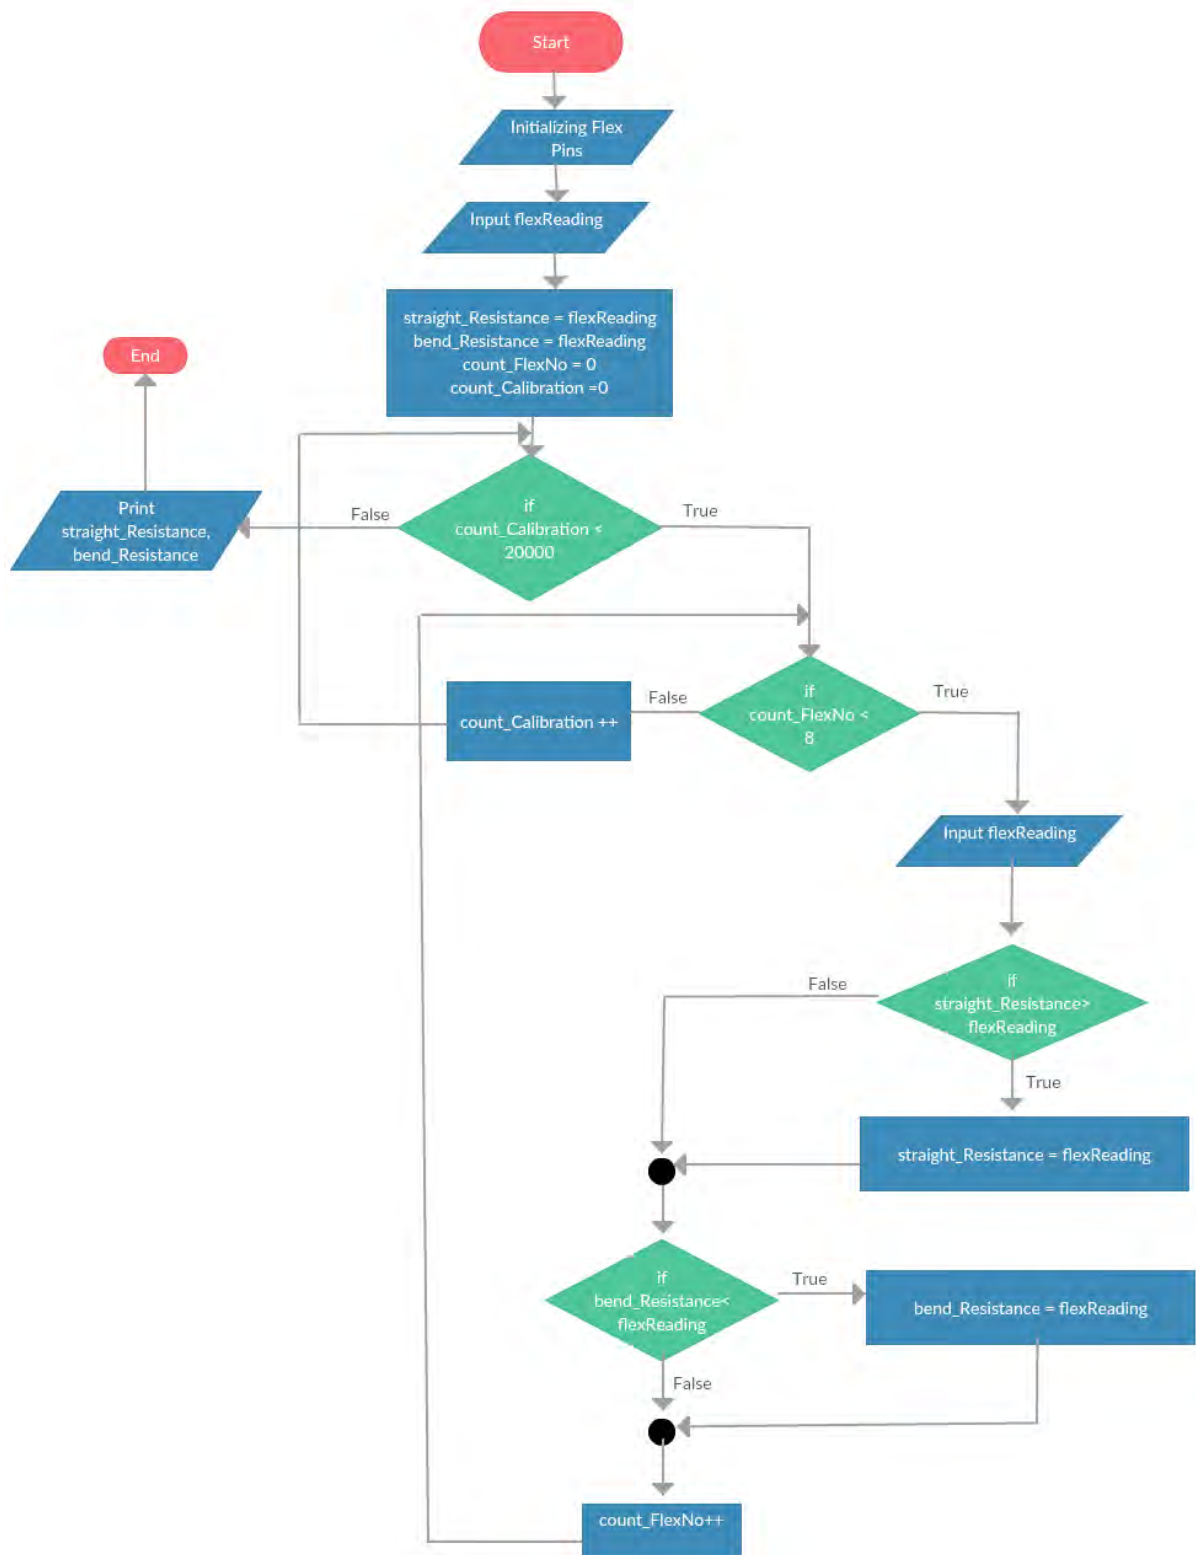 Start
Initializing Flex
Pins
Input flexReading
straight_Resistance = flexReading
bend_Resistance = flexReading
count_FlexNo = 0
count_Calibration =0
End
if
count_Calibration <
20000
False
True
Print
straight_Resistance,
bend_Resistance
if
count_FlexNo <
8
False
True
count_Calibration ++
Input flexReading
if
straight_Resistance>
flexReading
False
True
straight_Resistance = flexReading
if
bend_Resistance<
flexReading
True
bend_Resistance = flexReading
False
count_FlexNo++